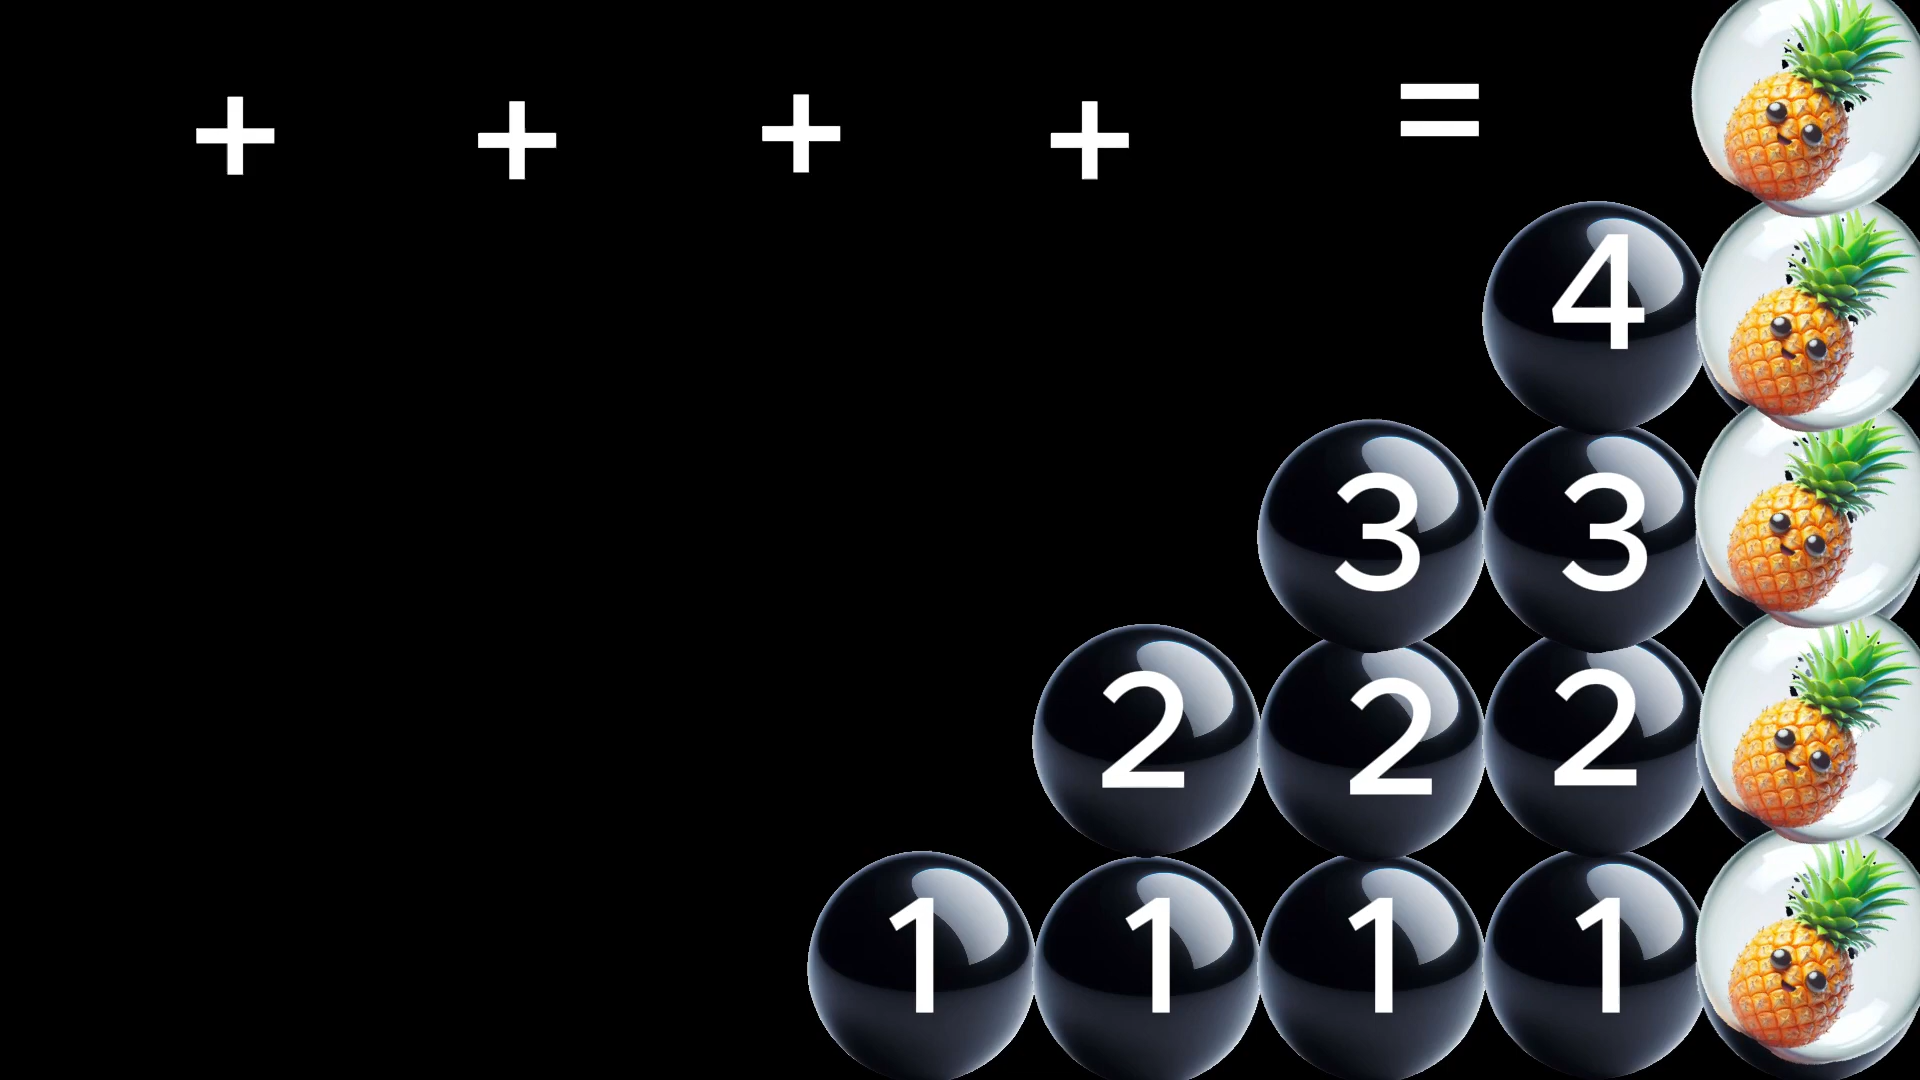 + + + + =
4
3 3
2 2 2
1 1 1 1